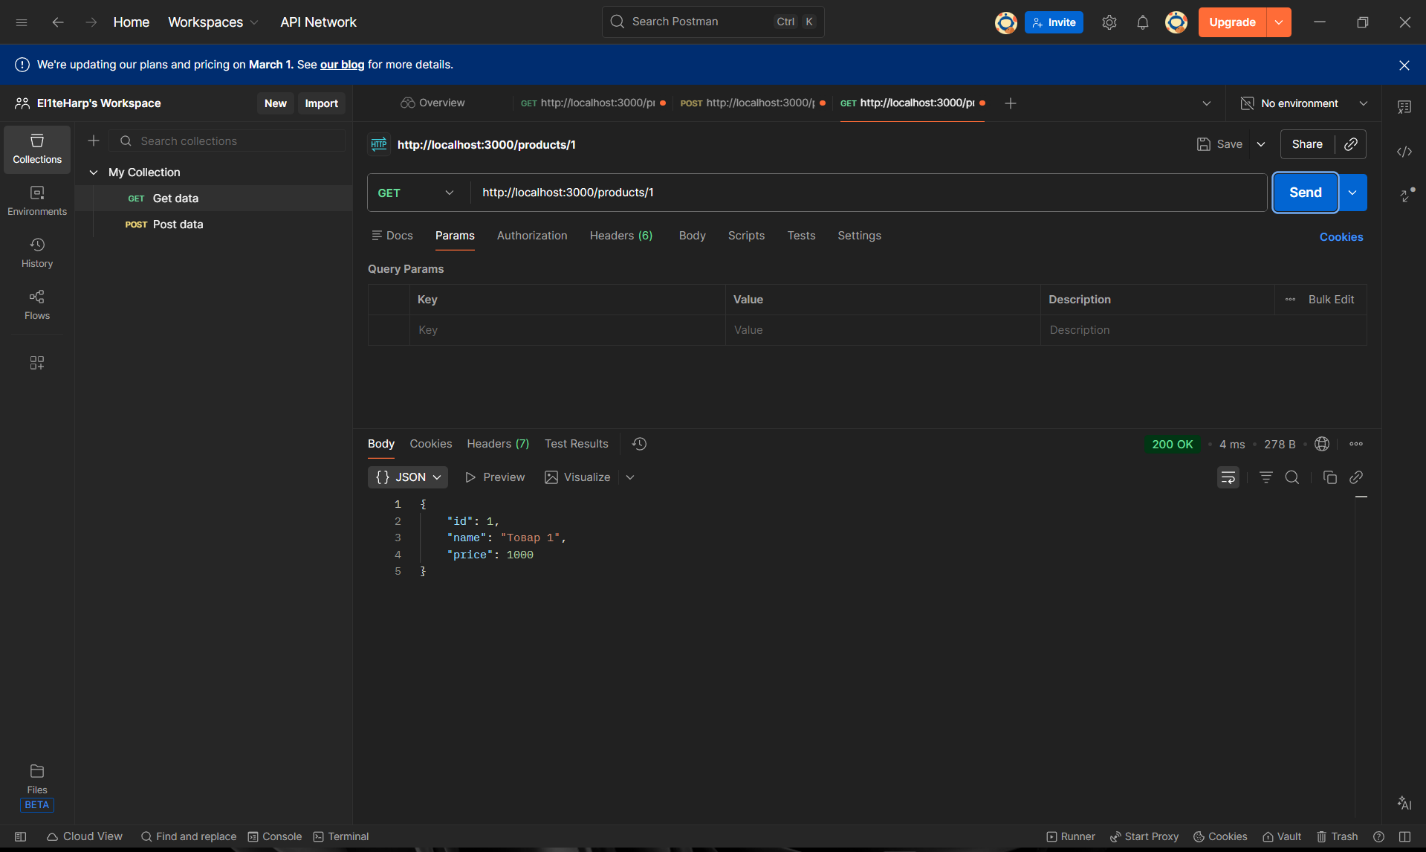 Home Workspaces API Network Search Postman Ctrl K Invite Upgrade
We're updating our plans and pricing on March 1. See our blog for more details.
El1teHarp's Workspace New Import
Overview GET http://localhost:3000/pr POST http://localhost:3000/p GET http://localhost:3000/pr No environment
Collections
Environments
History
Flows
Files
BETA
Search collections
My Collection
GET Get data
POST Post data
HTTP http://localhost:3000/products/1 Save Share
GET http://localhost:3000/products/1 Send
Docs Params Authorization Headers (6) Body Scripts Tests Settings Cookies
Query Params
Key Value Description Bulk Edit
Key Value Description
Body Cookies Headers (7) Test Results 200 OK 4 ms 278 B
{} JSON Preview Visualize
1 {
2 "id": 1,
3 "name": "Товар 1",
4 "price": 1000
5 }
AI
Cloud View Find and replace Console Terminal Runner Start Proxy Cookies Vault Trash